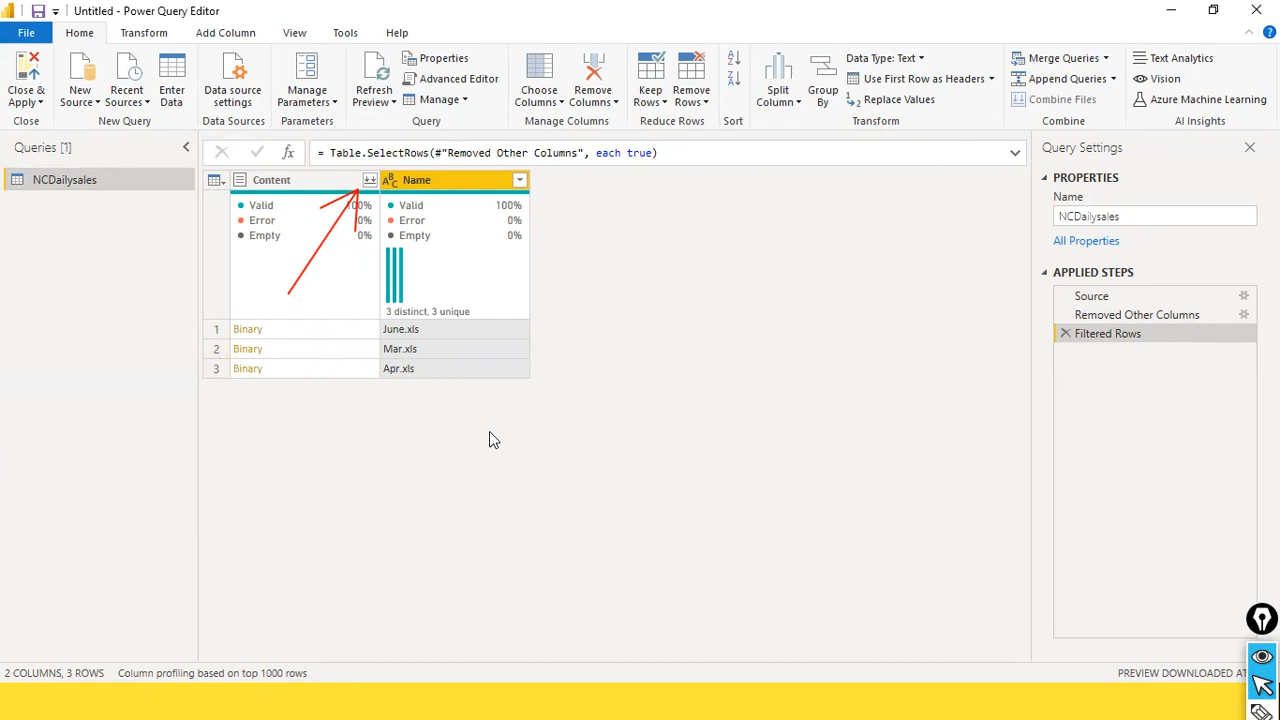 Untitled - Power Query Editor
File Home Transform Add Column View Tools Help
Close & Apply
New Source
Recent Sources
Enter Data
Data source settings
Manage Parameters
Refresh Preview
Properties
Advanced Editor
Manage
Choose Columns
Remove Columns
Keep Rows
Remove Rows
Split Column
Group By
Data Type: Text
Use First Row as Headers
Replace Values
Merge Queries
Append Queries
Combine Files
Text Analytics
Vision
Azure Machine Learning
Close New Query Data Sources Parameters Query Manage Columns Reduce Rows Sort Transform Combine AI Insights
Queries [1]
NCDailysales
fx = Table.SelectRows(#"Removed Other Columns", each true)
Content ABC Name
Valid 100% Valid 100%
Error 0% Error 0%
Empty 0% Empty 0%
3 distinct, 3 unique
1 Binary June.xls
2 Binary Mar.xls
3 Binary Apr.xls
Query Settings
PROPERTIES
Name
NCDailysales
All Properties
APPLIED STEPS
Source
Removed Other Columns
Filtered Rows
2 COLUMNS, 3 ROWS Column profiling based on top 1000 rows
PREVIEW DOWNLOADED AT